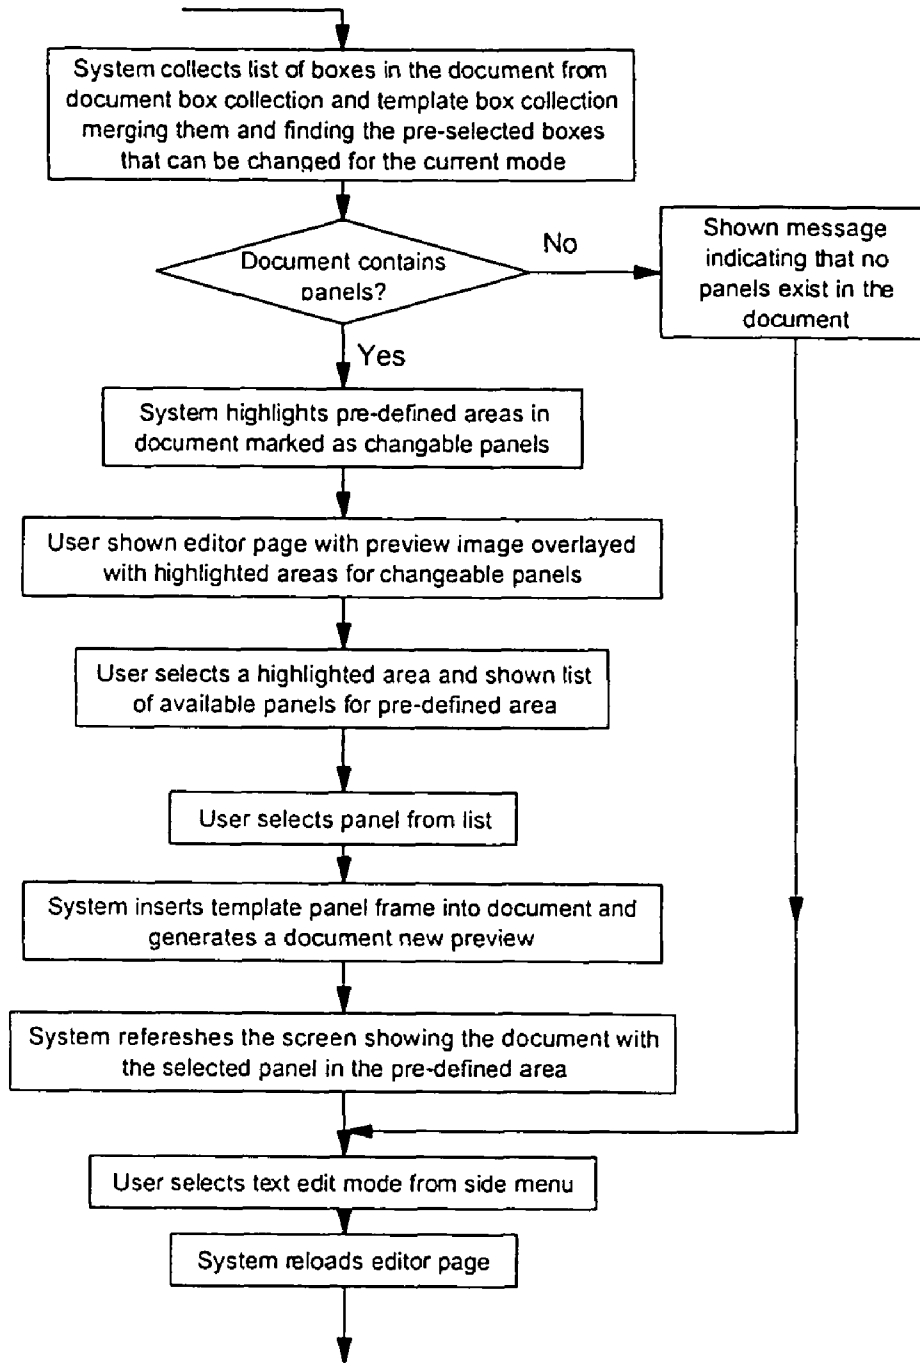 System collects list of boxes in the document from
document box collection and template box collection
merging them and finding the pre-selected boxes
that can be changed for the current mode
Document contains
panels?
No
Shown message
indicating that no
panels exist in the
document
Yes
System highlights pre-defined areas in
document marked as changable panels
User shown editor page with preview image overlayed
with highlighted areas for changeable panels
User selects a highlighted area and shown list
of available panels for pre-defined area
User selects panel from list
System inserts template panel frame into document and
generates a document new preview
System refereshes the screen showing the document with
the selected panel in the pre-defined area
User selects text edit mode from side menu
System reloads editor page